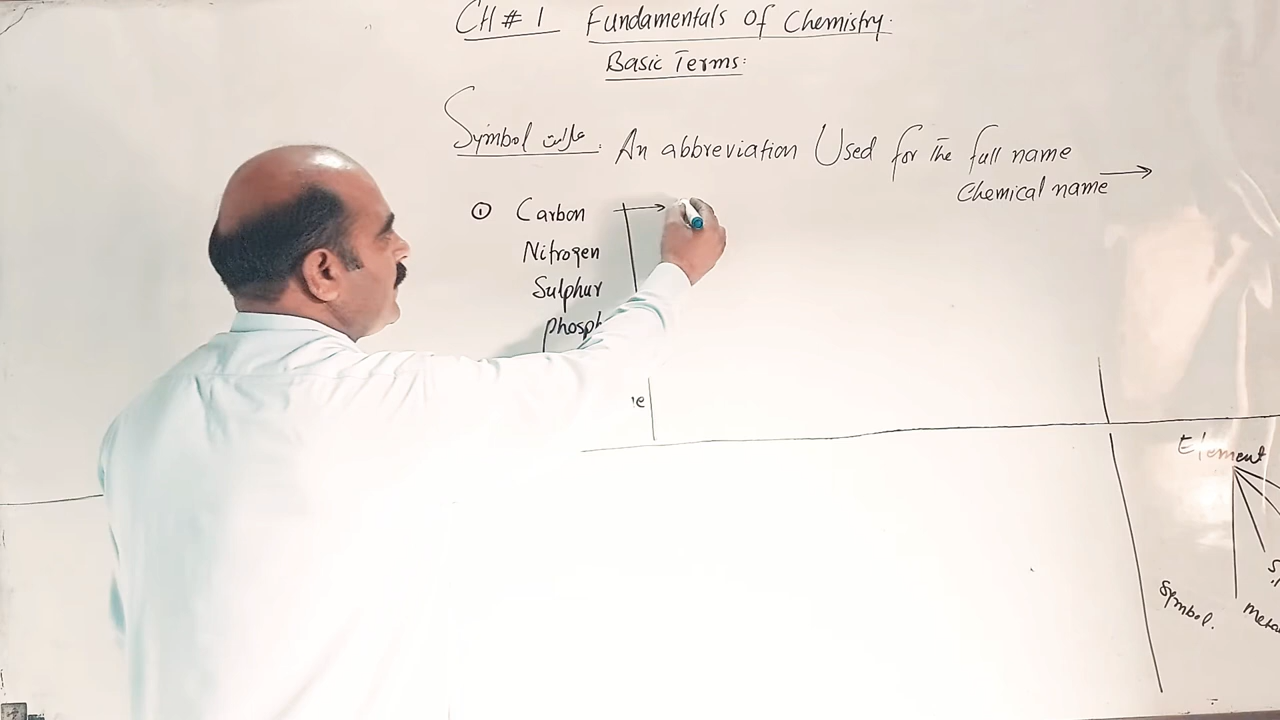 CH # 1 Fundamentals of Chemistry.
Basic Terms:
Symbol علامت . An abbreviation Used for The full name
Chemical name
① Carbon
Nitrogen
Sulphur
phosph
Element
Symbol.